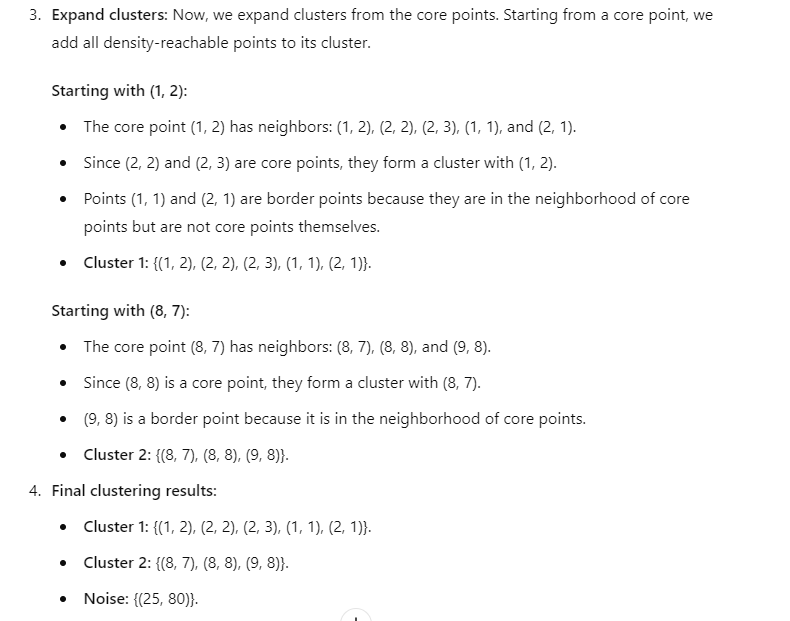 3. Expand clusters: Now, we expand clusters from the core points. Starting from a core point, we
add all density-reachable points to its cluster.
Starting with (1, 2):
• The core point (1, 2) has neighbors: (1, 2), (2, 2), (2, 3), (1, 1), and (2, 1).
• Since (2, 2) and (2, 3) are core points, they form a cluster with (1, 2).
• Points (1, 1) and (2, 1) are border points because they are in the neighborhood of core
points but are not core points themselves.
• Cluster 1: {(1, 2), (2, 2), (2, 3), (1, 1), (2, 1)}.
Starting with (8, 7):
• The core point (8, 7) has neighbors: (8, 7), (8, 8), and (9, 8).
• Since (8, 8) is a core point, they form a cluster with (8, 7).
• (9, 8) is a border point because it is in the neighborhood of core points.
• Cluster 2: {(8, 7), (8, 8), (9, 8)}.
4. Final clustering results:
• Cluster 1: {(1, 2), (2, 2), (2, 3), (1, 1), (2, 1)}.
• Cluster 2: {(8, 7), (8, 8), (9, 8)}.
• Noise: {(25, 80)}.